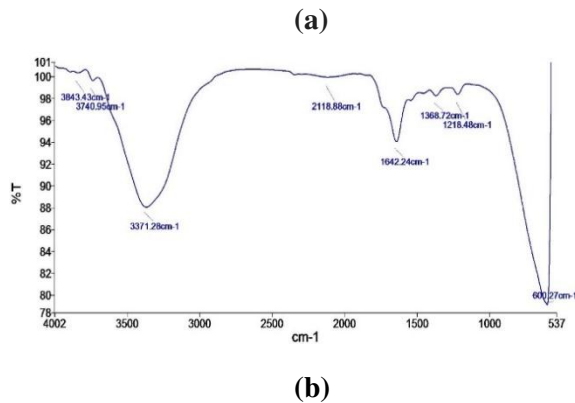 (a)
101
100
98
96
94
92
90
88
86
84
82
80
78
%T
3843.43cm-1
3740.95cm-1
3371.28cm-1
2118.88cm-1
1642.24cm-1
1368.72cm-1
1218.48cm-1
600.27cm-1
4002 3500 3000 2500 2000 1500 1000 537
cm-1
(b)